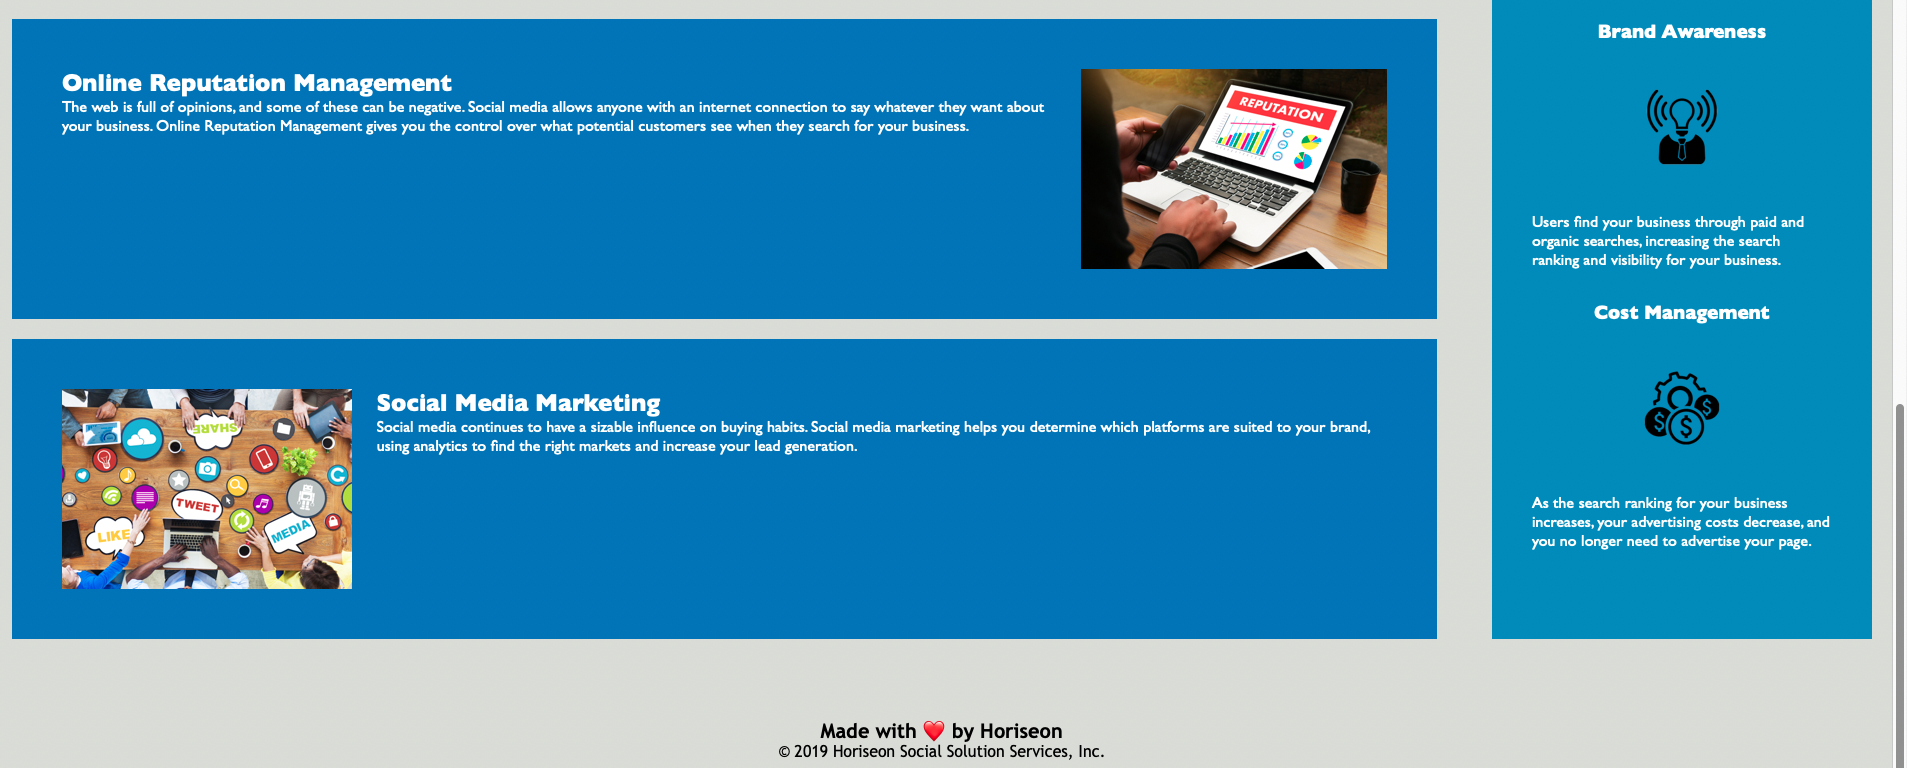 Online Reputation Management
The web is full of opinions, and some of these can be negative. Social media allows anyone with an internet connection to say whatever they want about
your business. Online Reputation Management gives you the control over what potential customers see when they search for your business.
REPUTATION
Social Media Marketing
Social media continues to have a sizable influence on buying habits. Social media marketing helps you determine which platforms are suited to your brand,
using analytics to find the right markets and increase your lead generation.
SHARE
TWEET
LIKE
MEDIA
Brand Awareness
Users find your business through paid and
organic searches, increasing the search
ranking and visibility for your business.
Cost Management
$
$
$
As the search ranking for your business
increases, your advertising costs decrease, and
you no longer need to advertise your page.
Made with ❤️ by Horiseon
© 2019 Horiseon Social Solution Services, Inc.